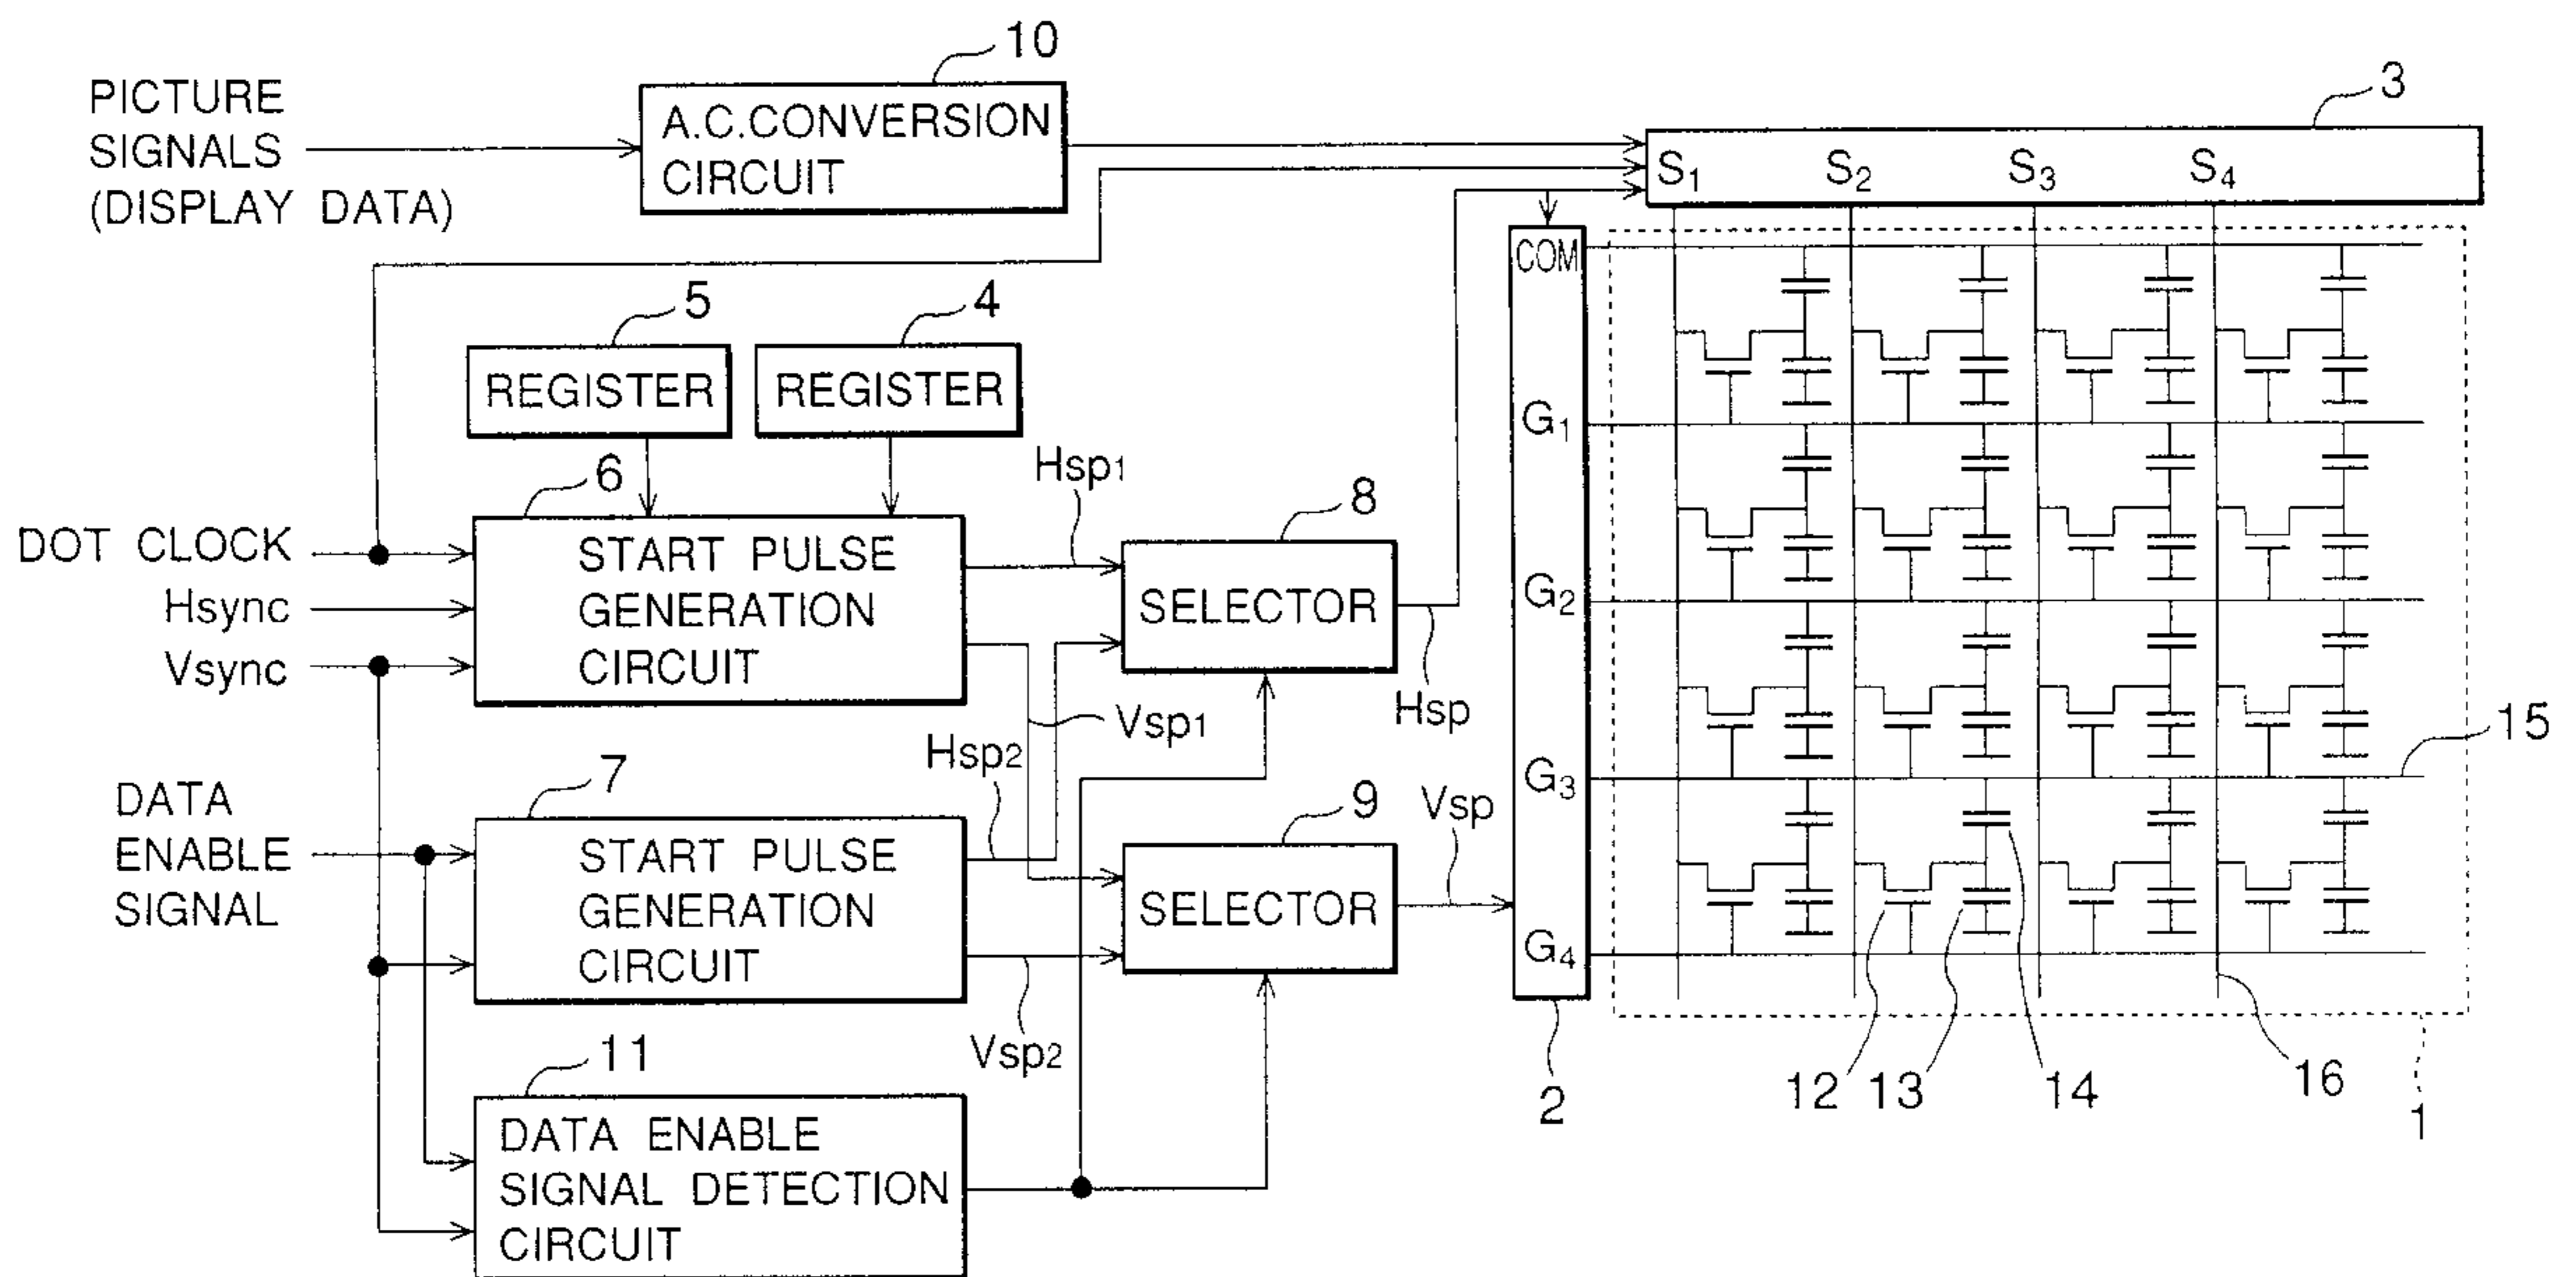 10
PICTURE
SIGNALS
(DISPLAY DATA)
A.C.CONVERSION
CIRCUIT
3
S1 S2 S3 S4
COM
5
4
REGISTER
REGISTER
G1
6
Hsp1
8
DOT CLOCK
Hsync
Vsync
START PULSE
GENERATION
CIRCUIT
SELECTOR
G2
Hsp
Vsp1
Hsp2
15
7
9
Vsp
G3
DATA
ENABLE
SIGNAL
START PULSE
GENERATION
CIRCUIT
SELECTOR
G4
Vsp2
11
2
12 13 14 16
1
DATA ENABLE
SIGNAL DETECTION
CIRCUIT